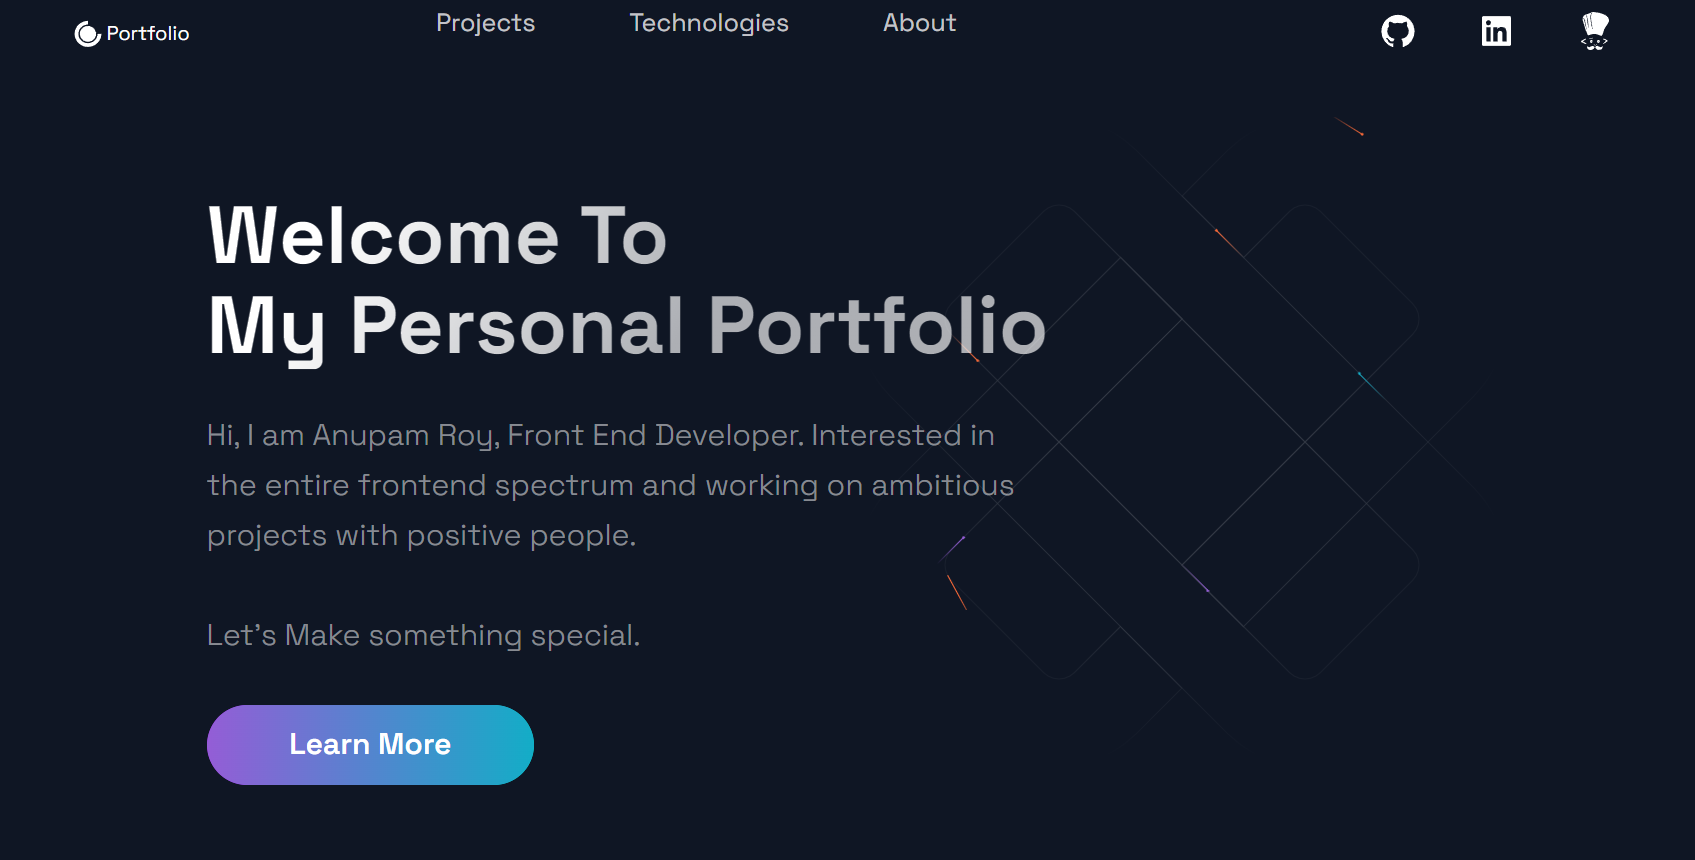 Portfolio
Projects
Technologies
About
Welcome To
My Personal Portfolio
Hi, I am Anupam Roy, Front End Developer. Interested in
the entire frontend spectrum and working on ambitious
projects with positive people.
Let’s Make something special.
Learn More